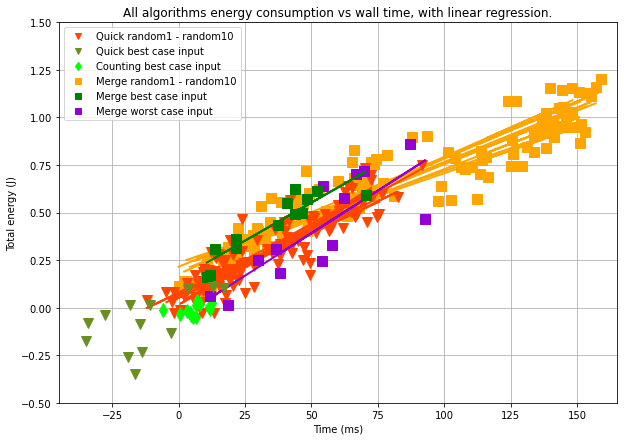 All algorithms energy consumption vs wall time, with linear regression.
1.50
1.25
1.00
0.75
0.50
0.25
0.00
−0.25
−0.50
Total energy (J)
Quick random1 - random10
Quick best case input
Counting best case input
Merge random1 - random10
Merge best case input
Merge worst case input
−25 0 25 50 75 100 125 150
Time (ms)